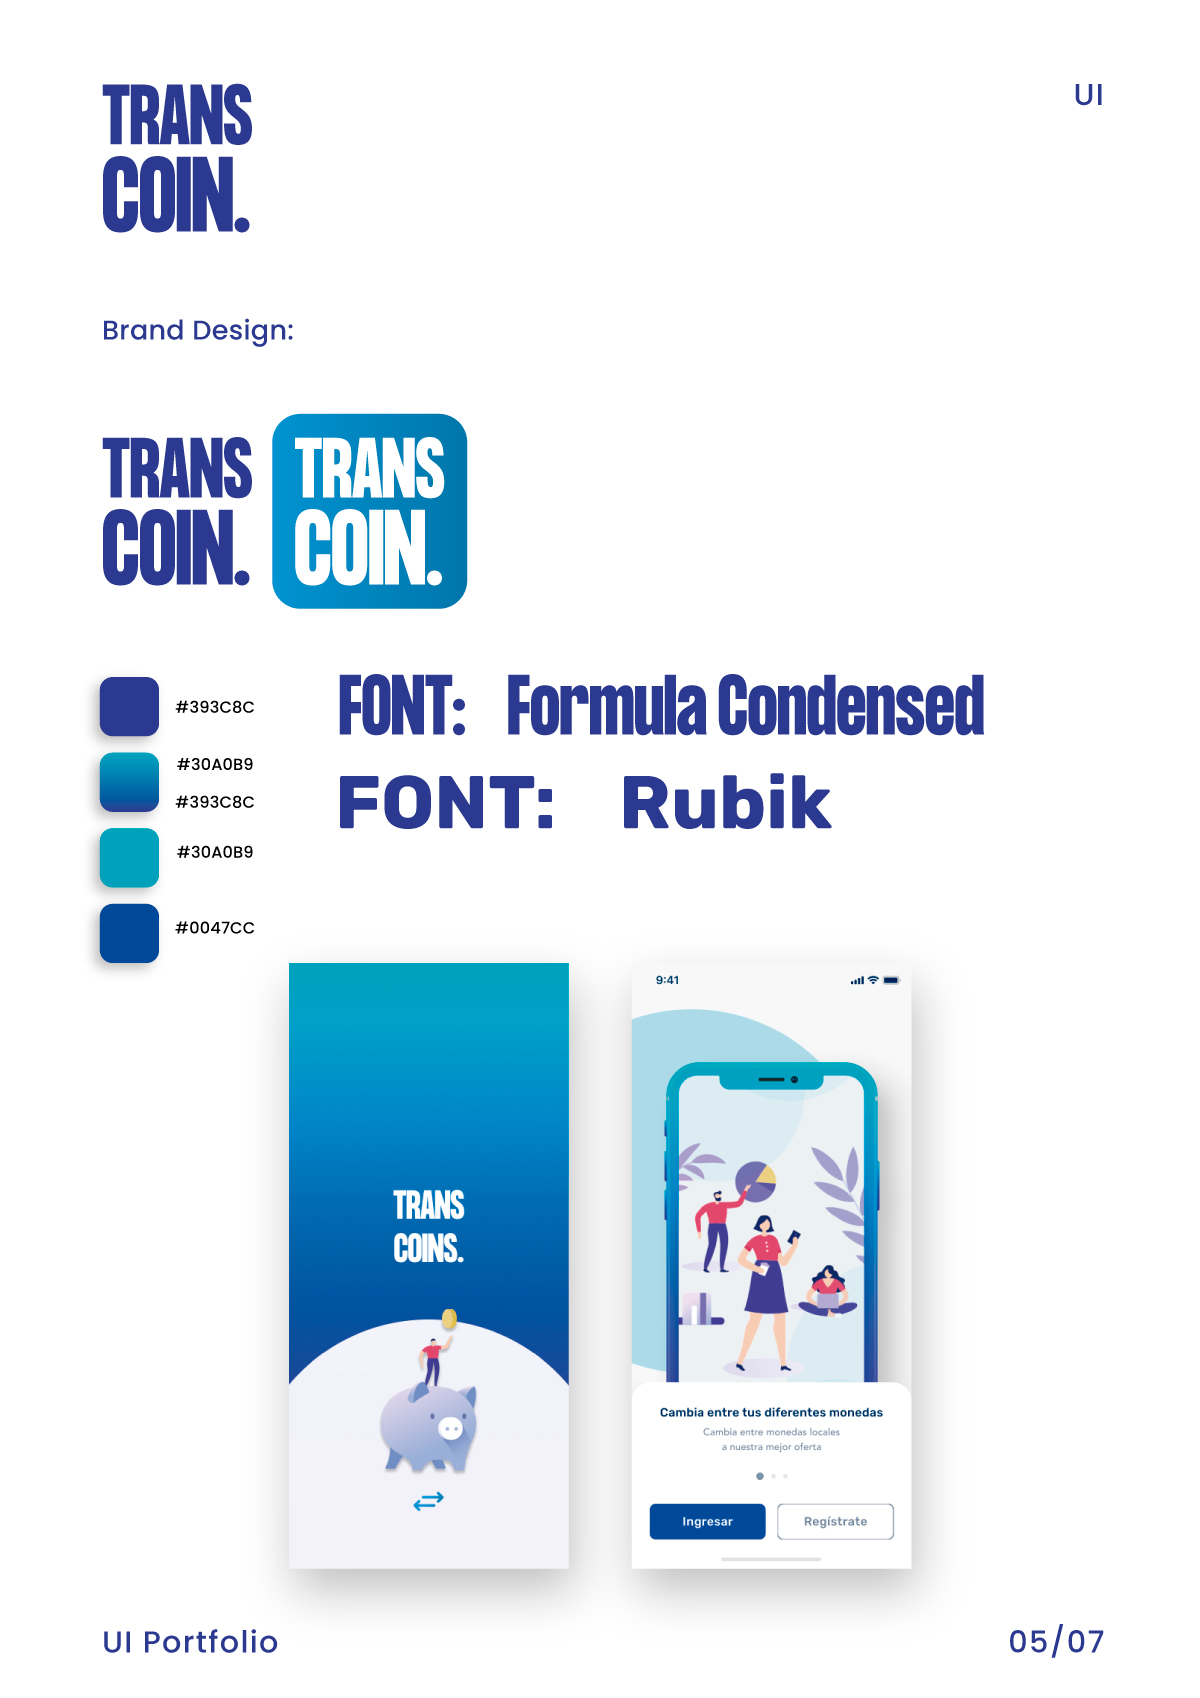 TRANS
COIN.
UI
Brand Design:
TRANS
COIN.
TRANS
COIN.
#393C8C
#30A0B9
#393C8C
#30A0B9
#0047CC
FONT: Formula Condensed
FONT: Rubik
TRANS
COINS.
9:41
Cambia entre tus diferentes monedas
Cambia entre monedas locales
a nuestra mejor oferta
Ingresar
Regístrate
UI Portfolio
05/07